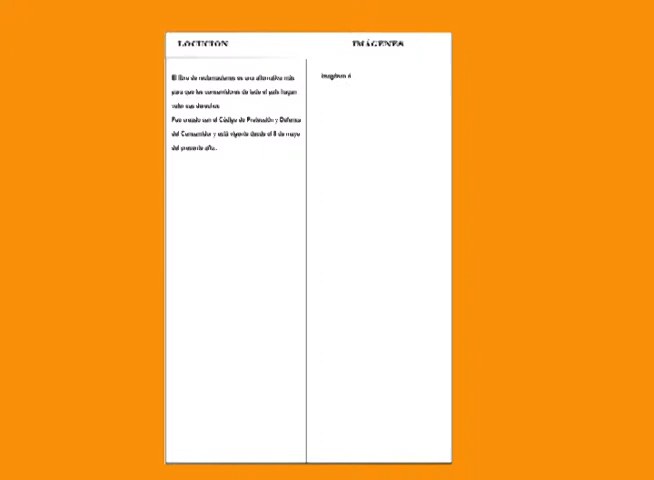 LOCUCION
IMÁGENES
El libro de reclamaciones es una alternativa más
para que los consumidores de todo el país hagan
valer sus derechos
Fue creado con el Código de Protección y Defensa
del Consumidor y está vigente desde el 8 de mayo
del presente año.